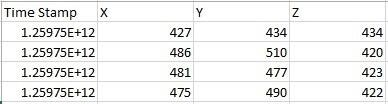 Time Stamp X Y Z
1.25975E+12 427 434 434
1.25975E+12 486 510 420
1.25975E+12 481 477 423
1.25975E+12 475 490 422